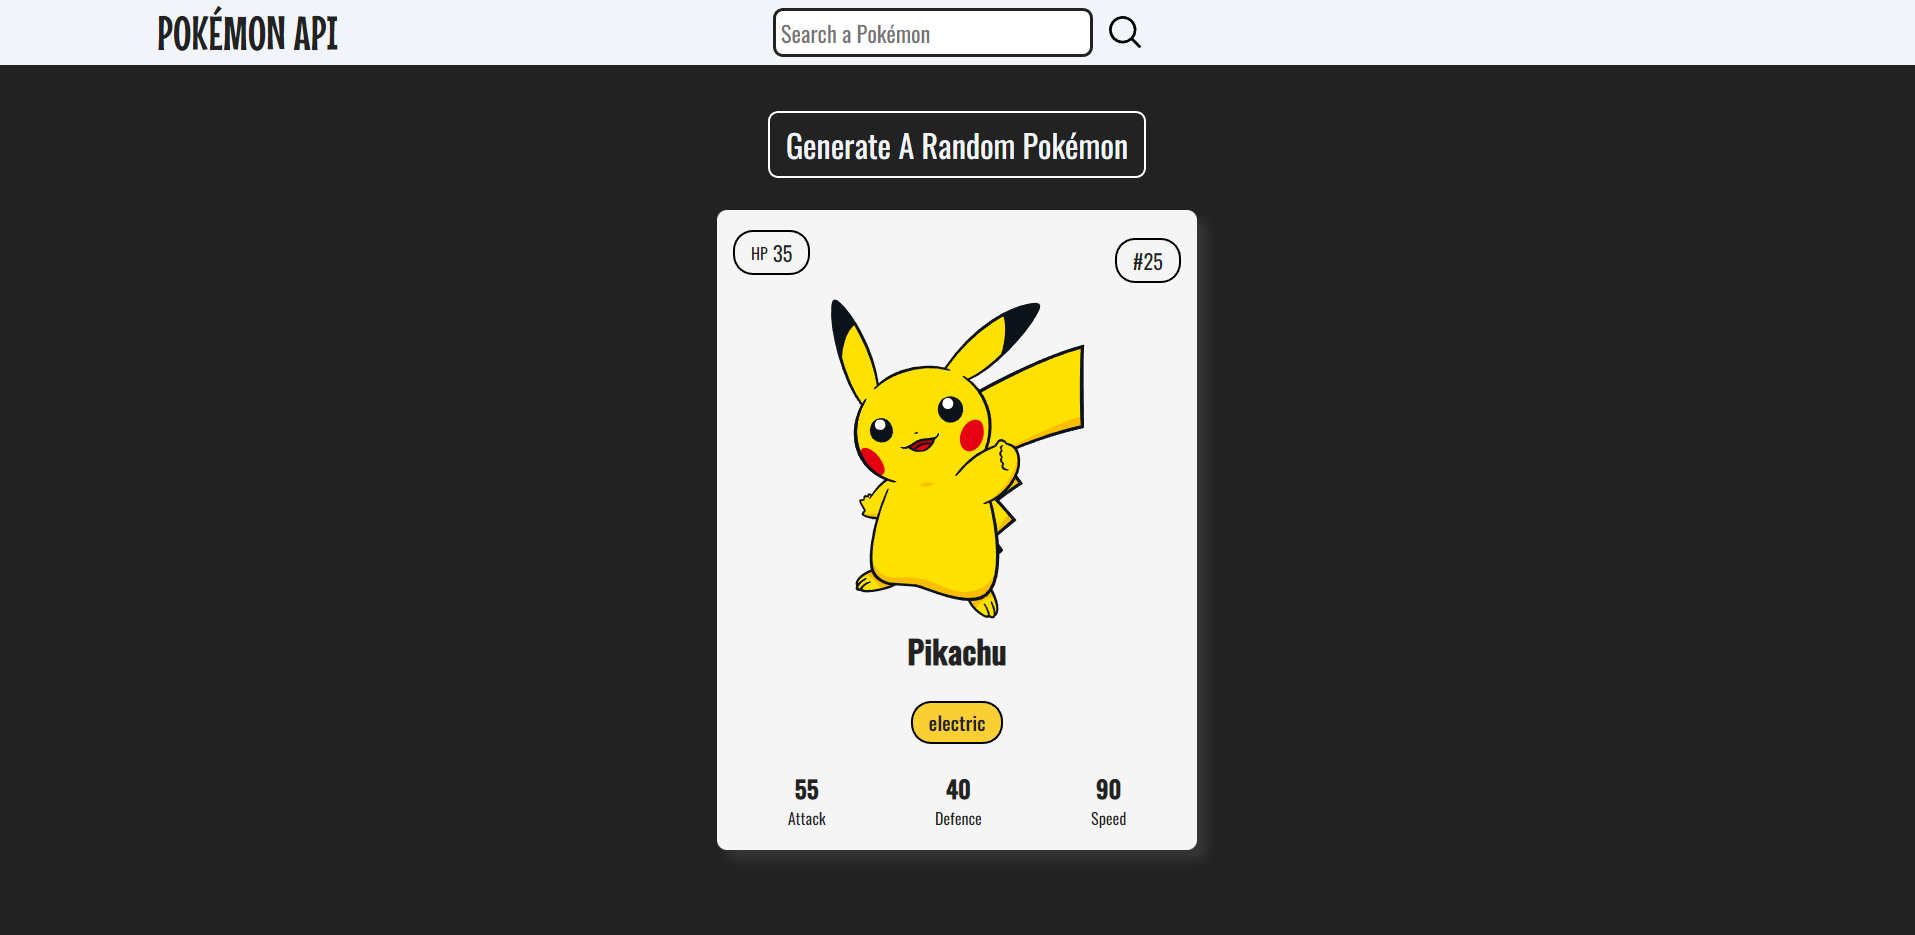 POKÉMON API
Search a Pokémon
Generate A Random Pokémon
HP 35
#25
Pikachu
electric
55 40 90
Attack Defence Speed